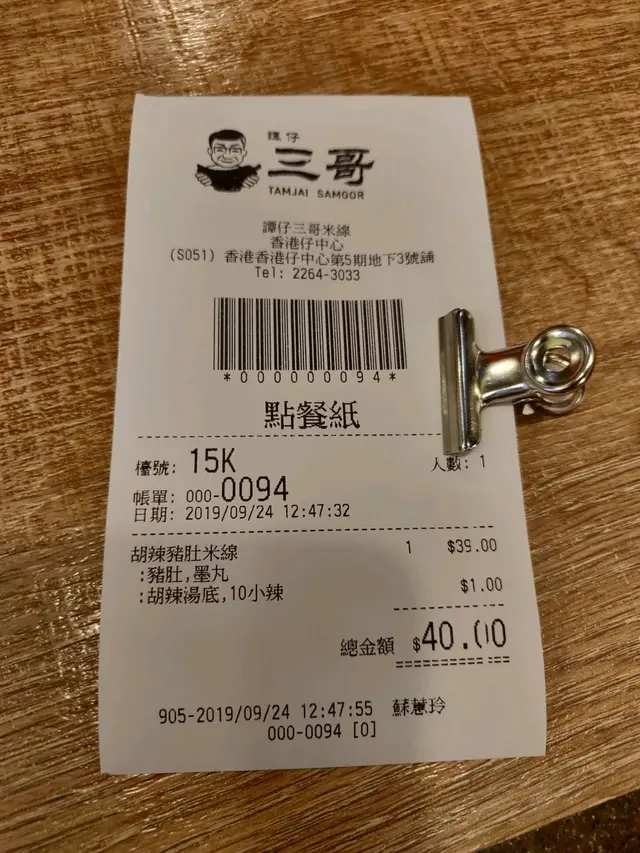 譚仔
三哥
TAMJAI SAMGOR
譚仔三哥米線
香港仔中心
(S051) 香港香港仔中心第5期地下3號舖
Tel: 2264-3033
*000000094*
點餐紙
檯號: 15K 人數: 1
帳單: 000-0094
日期: 2019/09/24 12:47:32
胡辣豬肚米線 1 $39.00
:豬肚,墨丸
:胡辣湯底,10小辣 $1.00
總金額 $40.00
905-2019/09/24 12:47:55 蘇慧玲
000-0094 [0]